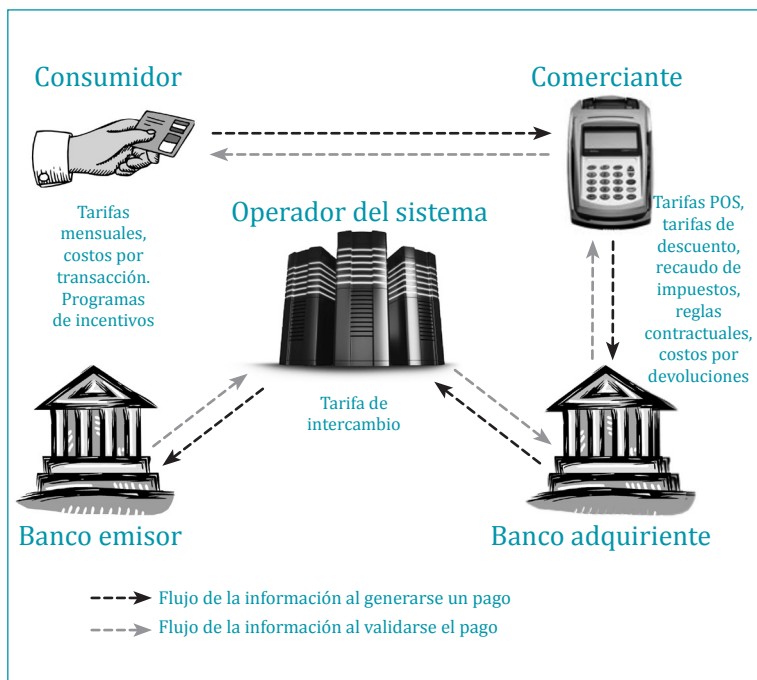 Consumidor
Comerciante
Tarifas
mensuales,
costos por
transacción.
Programas
de incentivos
Operador del sistema
Tarifas POS,
tarifas de
descuento,
recaudo de
impuestos,
reglas
contractuales,
costos por
devoluciones
Tarifa de
intercambio
Banco emisor
Banco adquiriente
Flujo de la información al generarse un pago
Flujo de la información al validarse el pago